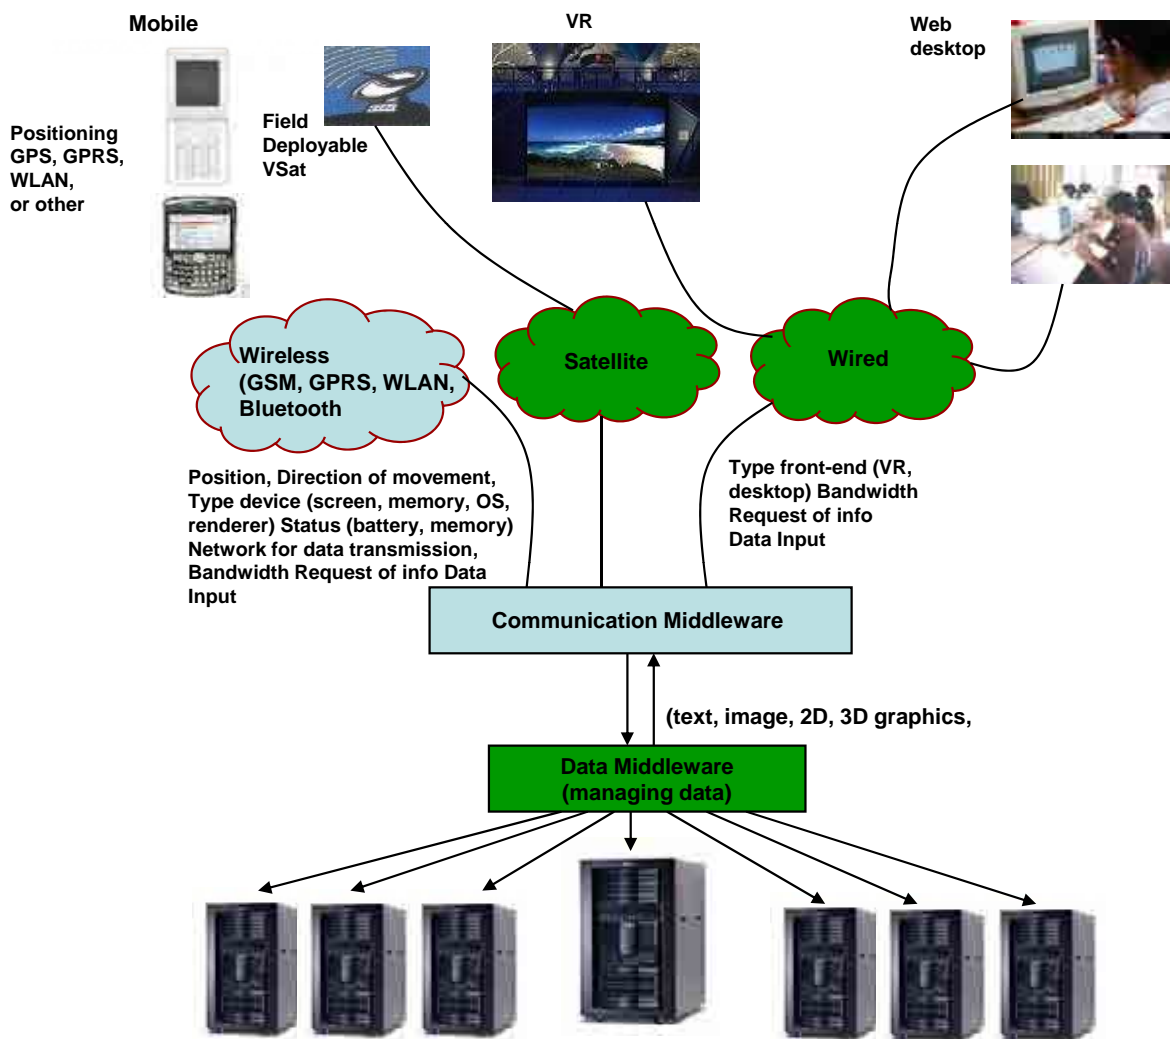 Mobile
VR
Web
desktop
Positioning
GPS, GPRS,
WLAN,
or other
Field
Deployable
VSat
Wireless
(GSM, GPRS, WLAN,
Bluetooth
Satellite
Wired
Position, Direction of movement,
Type device (screen, memory, OS,
renderer) Status (battery, memory)
Network for data transmission,
Bandwidth Request of info Data
Input
Type front-end (VR,
desktop) Bandwidth
Request of info
Data Input
Communication Middleware
(text, image, 2D, 3D graphics,
Data Middleware
(managing data)